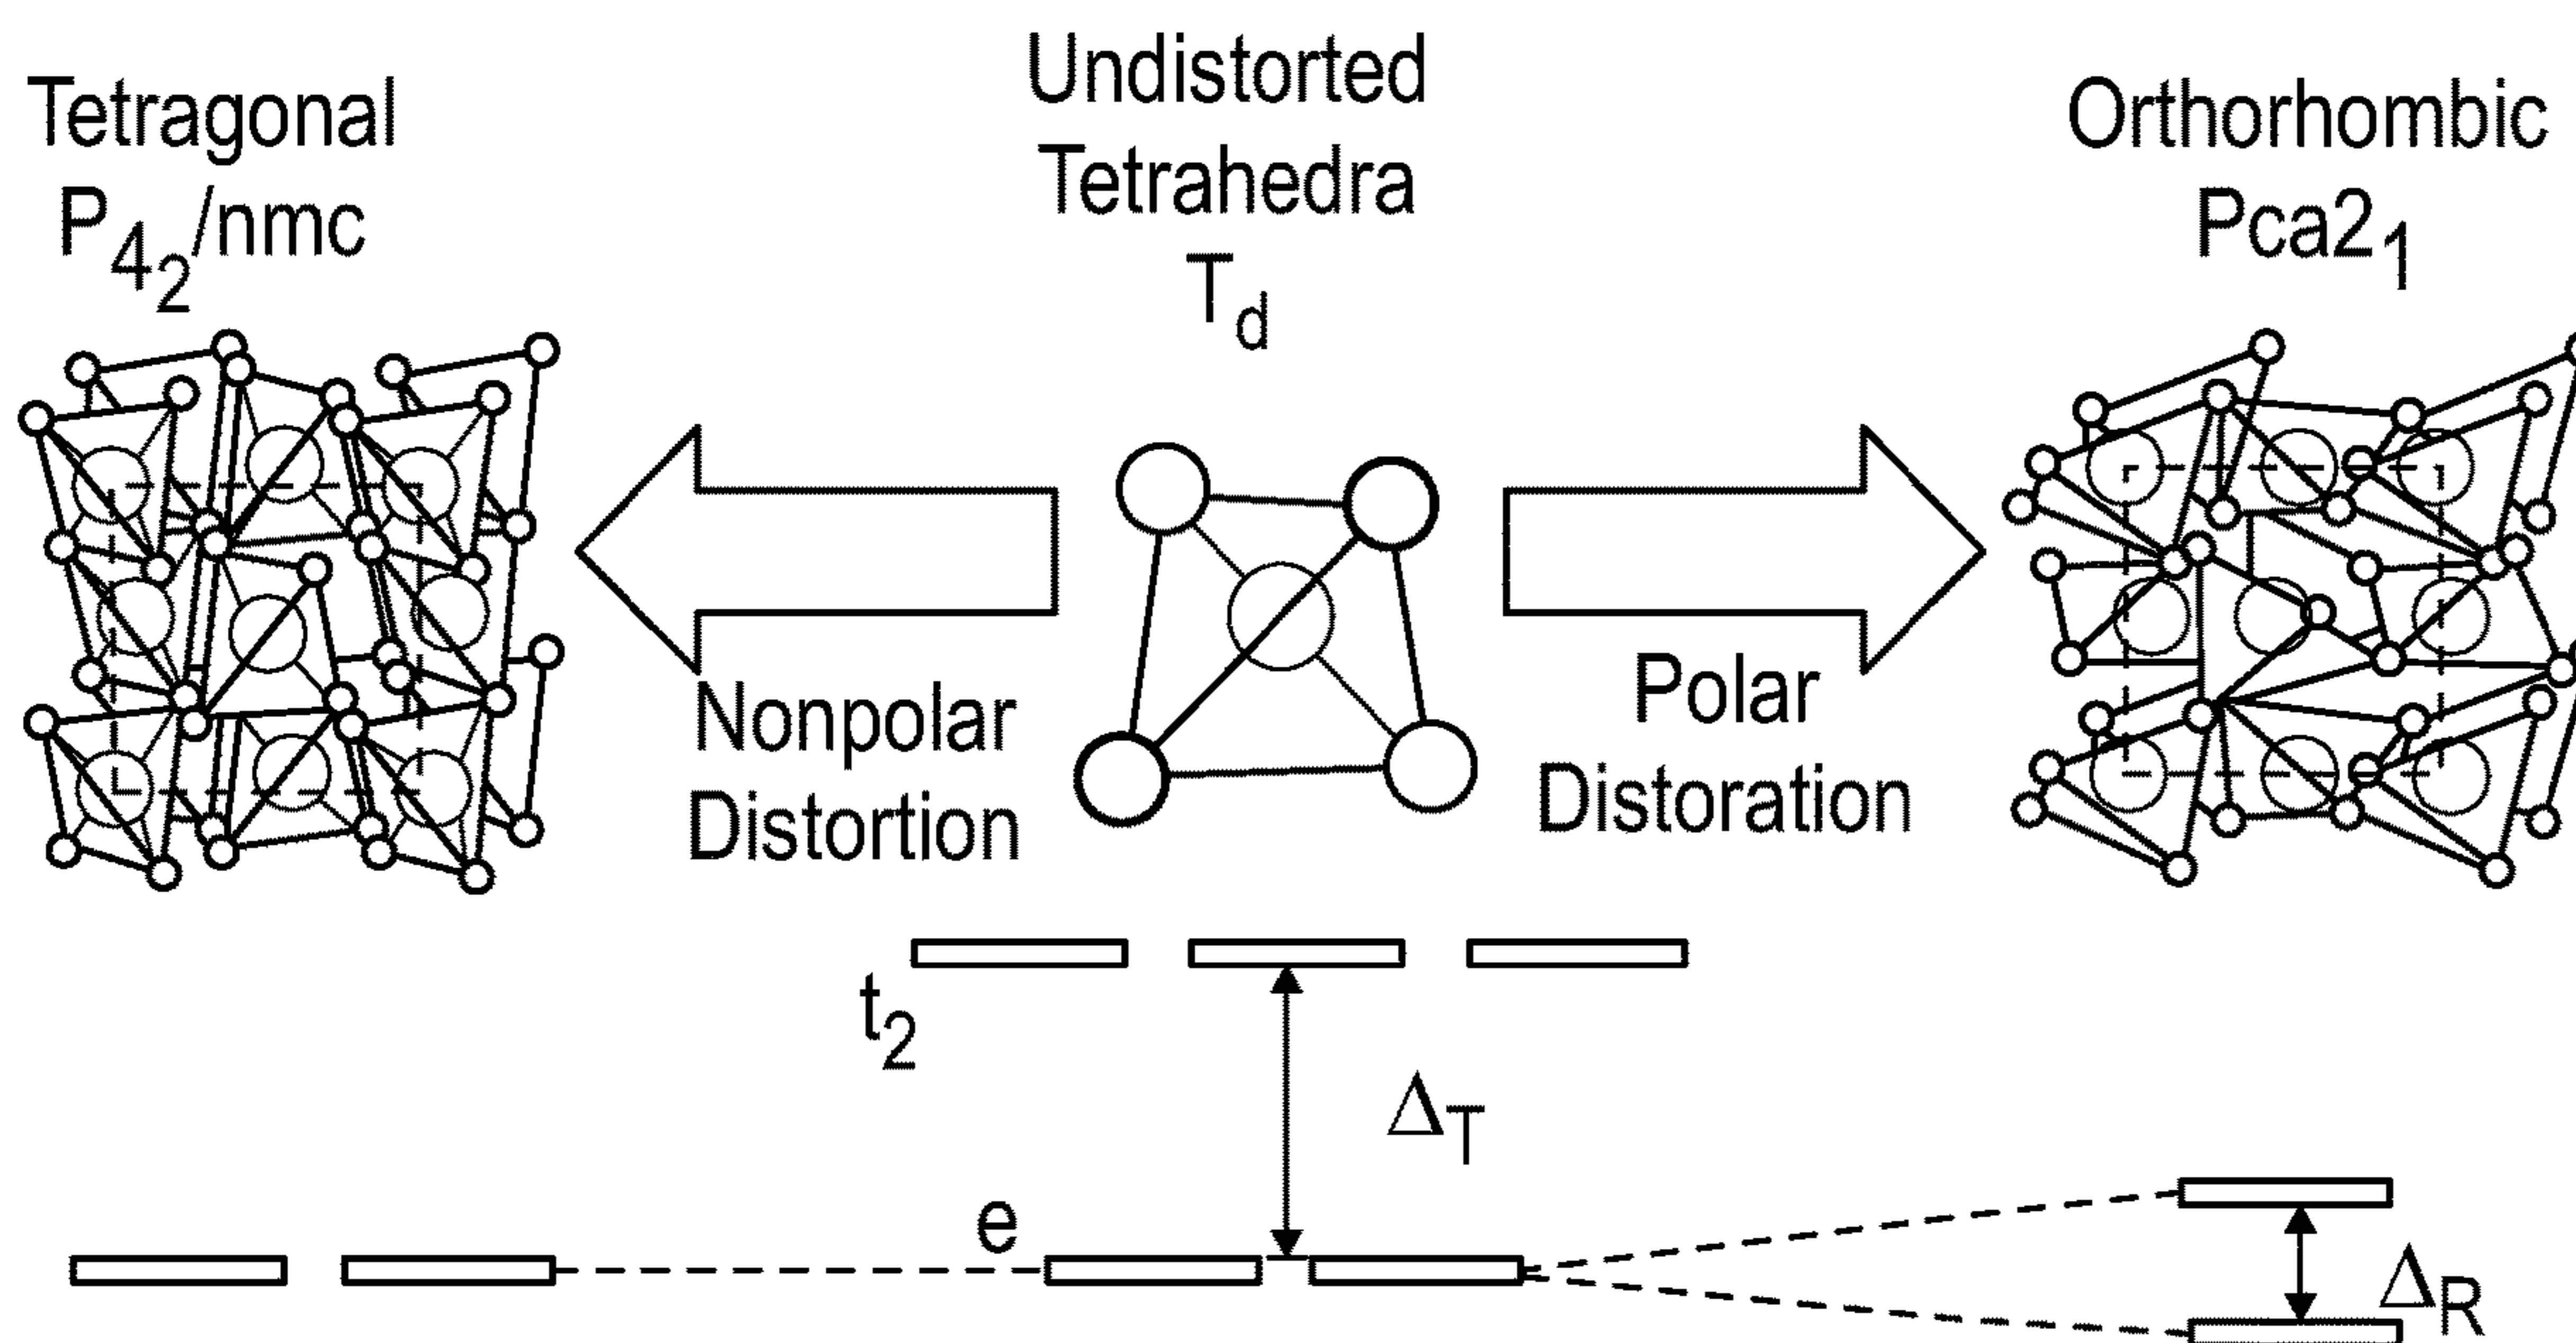 Tetragonal
P₄₂/nmc
Undistorted
Tetrahedra
T_d
Orthorhombic
Pca2₁
Nonpolar
Distortion
Polar
Distoration
t₂
Δ_T
e
Δ_R